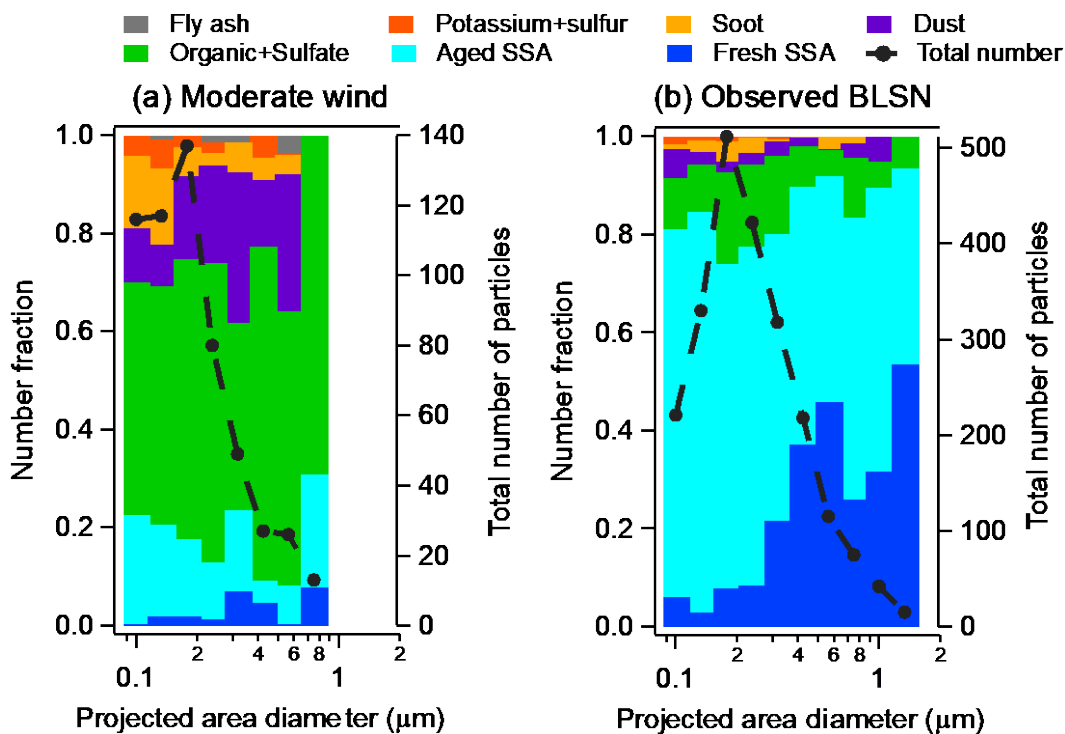 Fly ash Potassium+sulfur Soot Dust
Organic+Sulfate Aged SSA Fresh SSA Total number
(a) Moderate wind (b) Observed BLSN
Number fraction
1.0
0.8
0.6
0.4
0.2
0.0
140
120
100
80
60
40
20
0
Total number of particles
0.1 2 4 6 8 1 2
Projected area diameter (μm)
Number fraction
1.0
0.8
0.6
0.4
0.2
0.0
500
400
300
200
100
0
Total number of particles
0.1 2 4 6 8 1 2
Projected area diameter (μm)